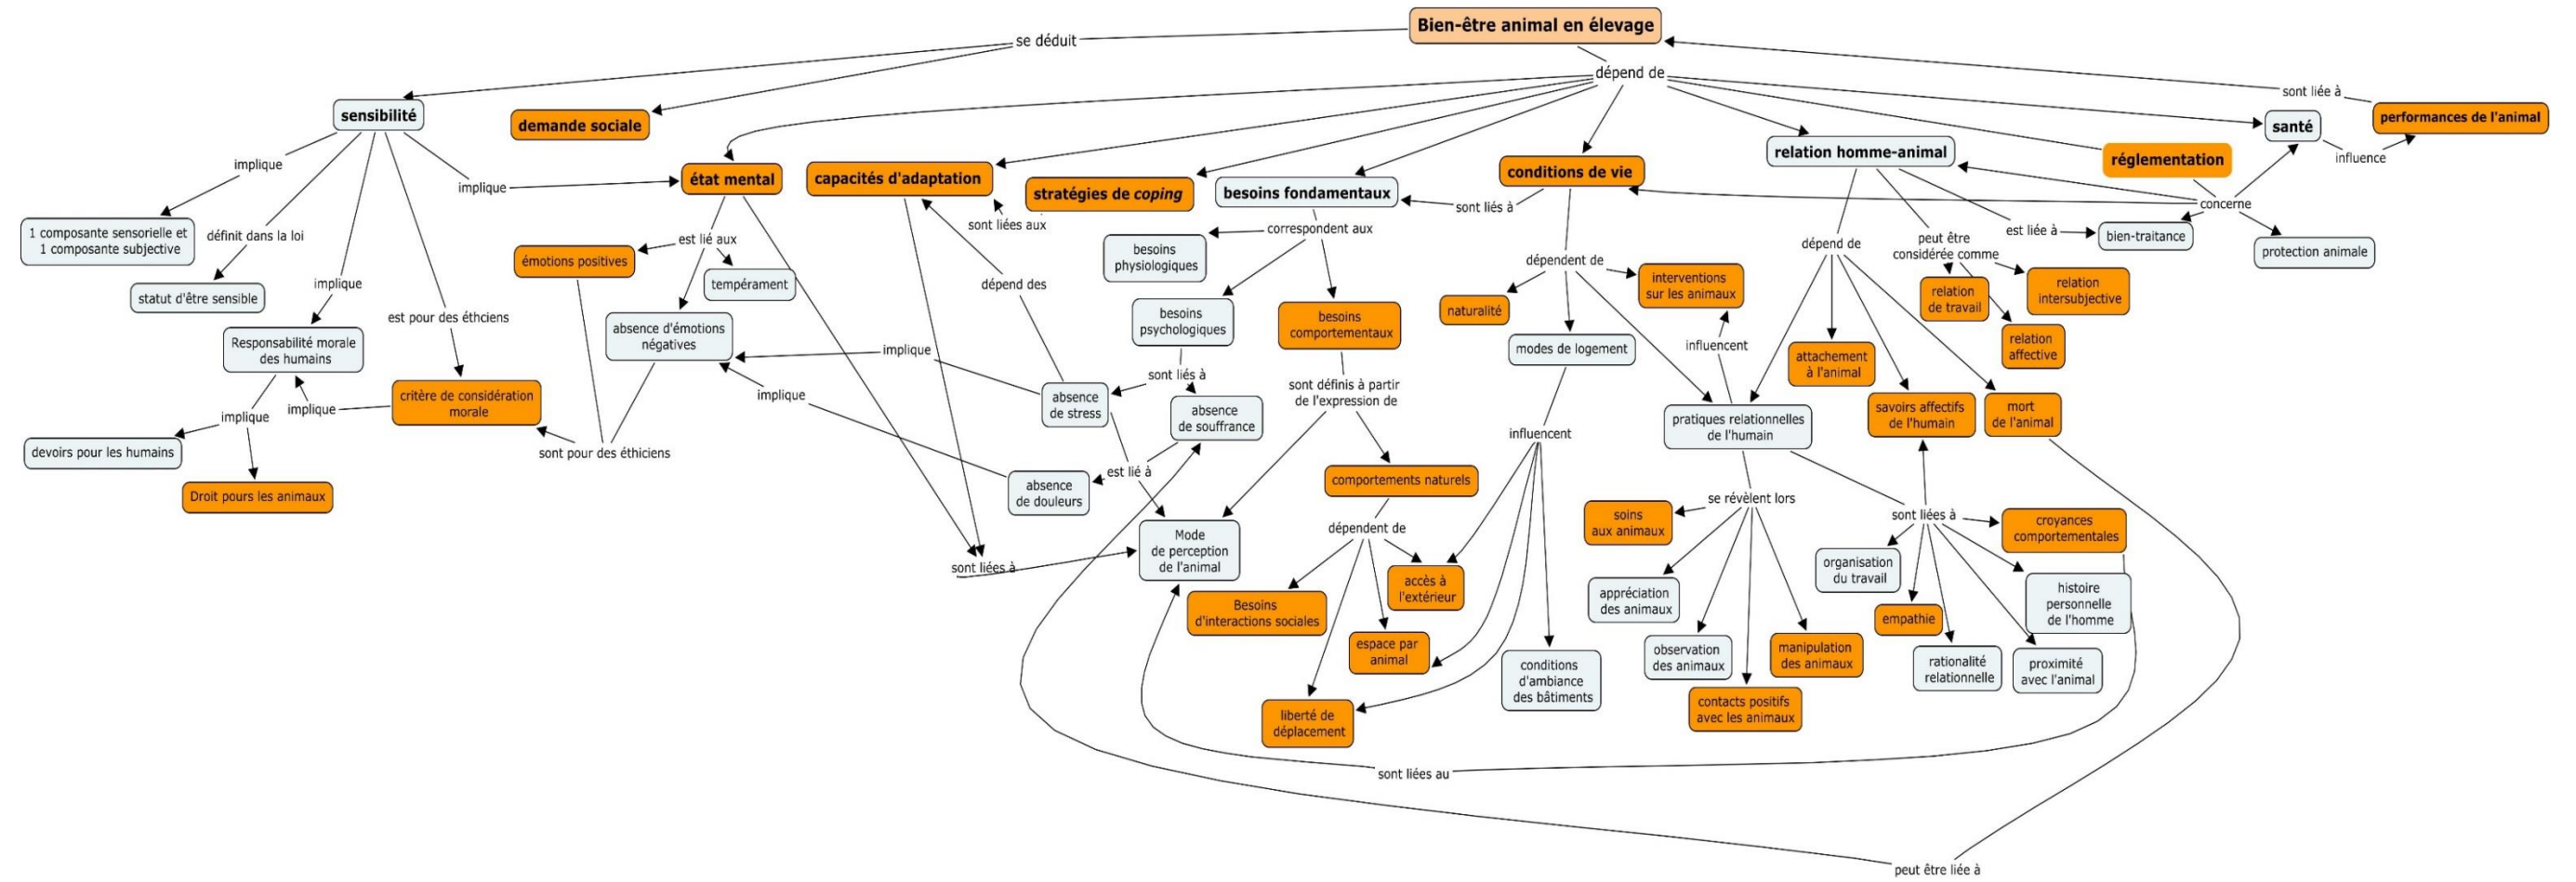 Bien-être animal en élevage
se déduit
dépend de
sont liée à
sensibilité
demande sociale
performances de l'animal
santé
influence
réglementation
relation homme-animal
conditions de vie
état mental
capacités d'adaptation
stratégies de coping
besoins fondamentaux
implique
implique
sont liés à
concerne
1 composante sensorielle et
1 composante subjective
définit dans la loi
est lié aux
sont liées aux
correspondent aux
est liée à
bien-traitance
protection animale
émotions positives
tempérament
besoins
physiologiques
dépendent de
dépend de
peut être
considérée comme
statut d'être sensible
implique
dépend des
interventions
sur les animaux
relation
de travail
relation
intersubjective
naturalité
est pour des éthciens
absence d'émotions
négatives
besoins
psychologiques
besoins
comportementaux
modes de logement
influencent
attachement
à l'animal
relation
affective
Responsabilité morale
des humains
implique
sont liés à
sont définis à partir
de l'expression de
critère de considération
morale
implique
implique
implique
absence
de stress
absence
de souffrance
influencent
pratiques relationnelles
de l'humain
savoirs affectifs
de l'humain
mort
de l'animal
devoirs pour les humains
sont pour des éthiciens
est lié à
absence
de douleurs
comportements naturels
Droit pours les animaux
se révèlent lors
soins
aux animaux
sont liées à
croyances
comportementales
dépendent de
Mode
de perception
de l'animal
sont liées à
accès à
l'extérieur
Besoins
d'interactions sociales
organisation
du travail
histoire
personnelle
de l'homme
appréciation
des animaux
empathie
espace par
animal
observation
des animaux
manipulation
des animaux
conditions
d'ambiance
des bâtiments
rationalité
relationnelle
proximité
avec l'animal
contacts positifs
avec les animaux
liberté de
déplacement
sont liées au
peut être liée à